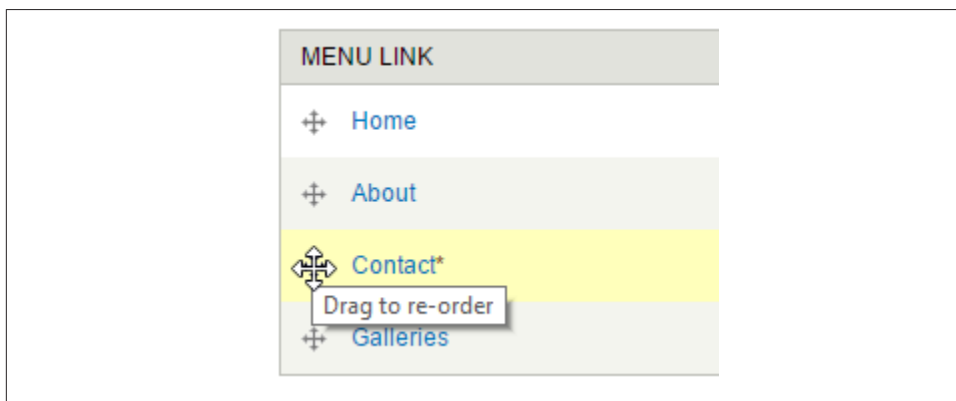 MENU LINK
Home
About
Contact*
Drag to re-order
Galleries